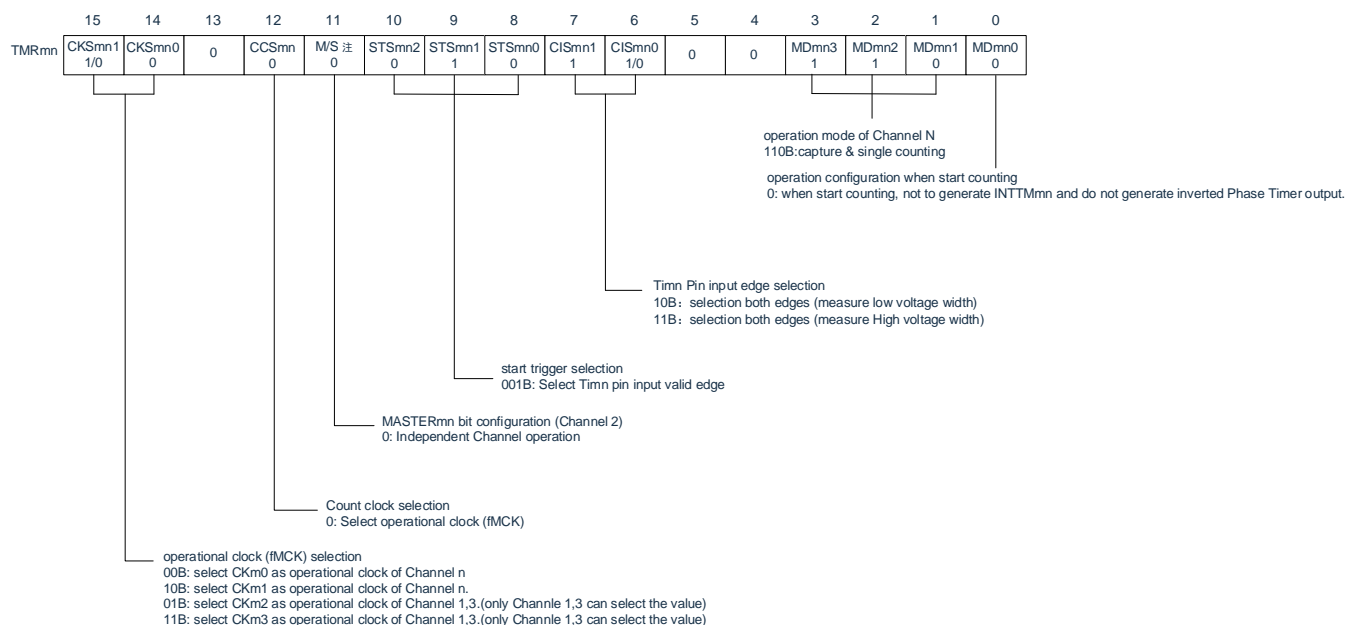 15 14 13 12 11 10 9 8 7 6 5 4 3 2 1 0
TMRmn CKSmn1 CKSmn0 0 CCSmn M/S 注 STSmn2 STSmn1 STSmn0 CISmn1 CISmn0 0 0 MDmn3 MDmn2 MDmn1 MDmn0
1/0 0 0 0 0 1 0 1 1/0 1 1 0 0
operation mode of Channel N
110B:capture & single counting
operation configuration when start counting
0: when start counting, not to generate INTTMmn and do not generate inverted Phase Timer output.
Timn Pin input edge selection
10B：selection both edges (measure low voltage width)
11B：selection both edges (measure High voltage width)
start trigger selection
001B: Select Timn pin input valid edge
MASTERmn bit configuration (Channel 2)
0: Independent Channel operation
Count clock selection
0: Select operational clock (fMCK)
operational clock (fMCK) selection
00B: select CKm0 as operational clock of Channel n
10B: select CKm1 as operational clock of Channel n.
01B: select CKm2 as operational clock of Channel 1,3.(only Channle 1,3 can select the value)
11B: select CKm3 as operational clock of Channel 1,3.(only Channle 1,3 can select the value)